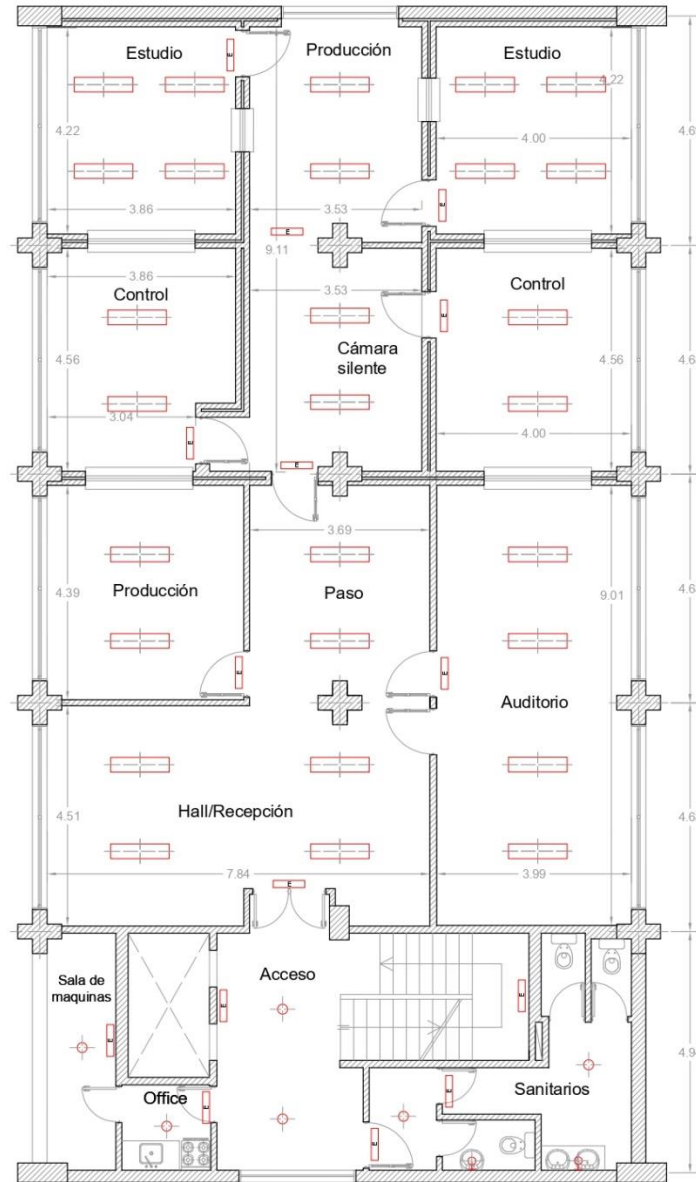 Estudio
Producción
Estudio
E
4.22
4.22
4.00
4.6
E
3.86
3.53
E
9.11
3.86
3.53
Control
Control
E
Cámara
silente
4.56
4.56
4.6
3.04
4.00
E
E
3.69
Producción
Paso
4.39
9.01
4.6
E
E
Auditorio
Hall/Recepción
4.51
4.6
7.84
3.99
E
Sala de
maquinas
Acceso
E
E
E
4.9
Office
E
E
Sanitarios
E